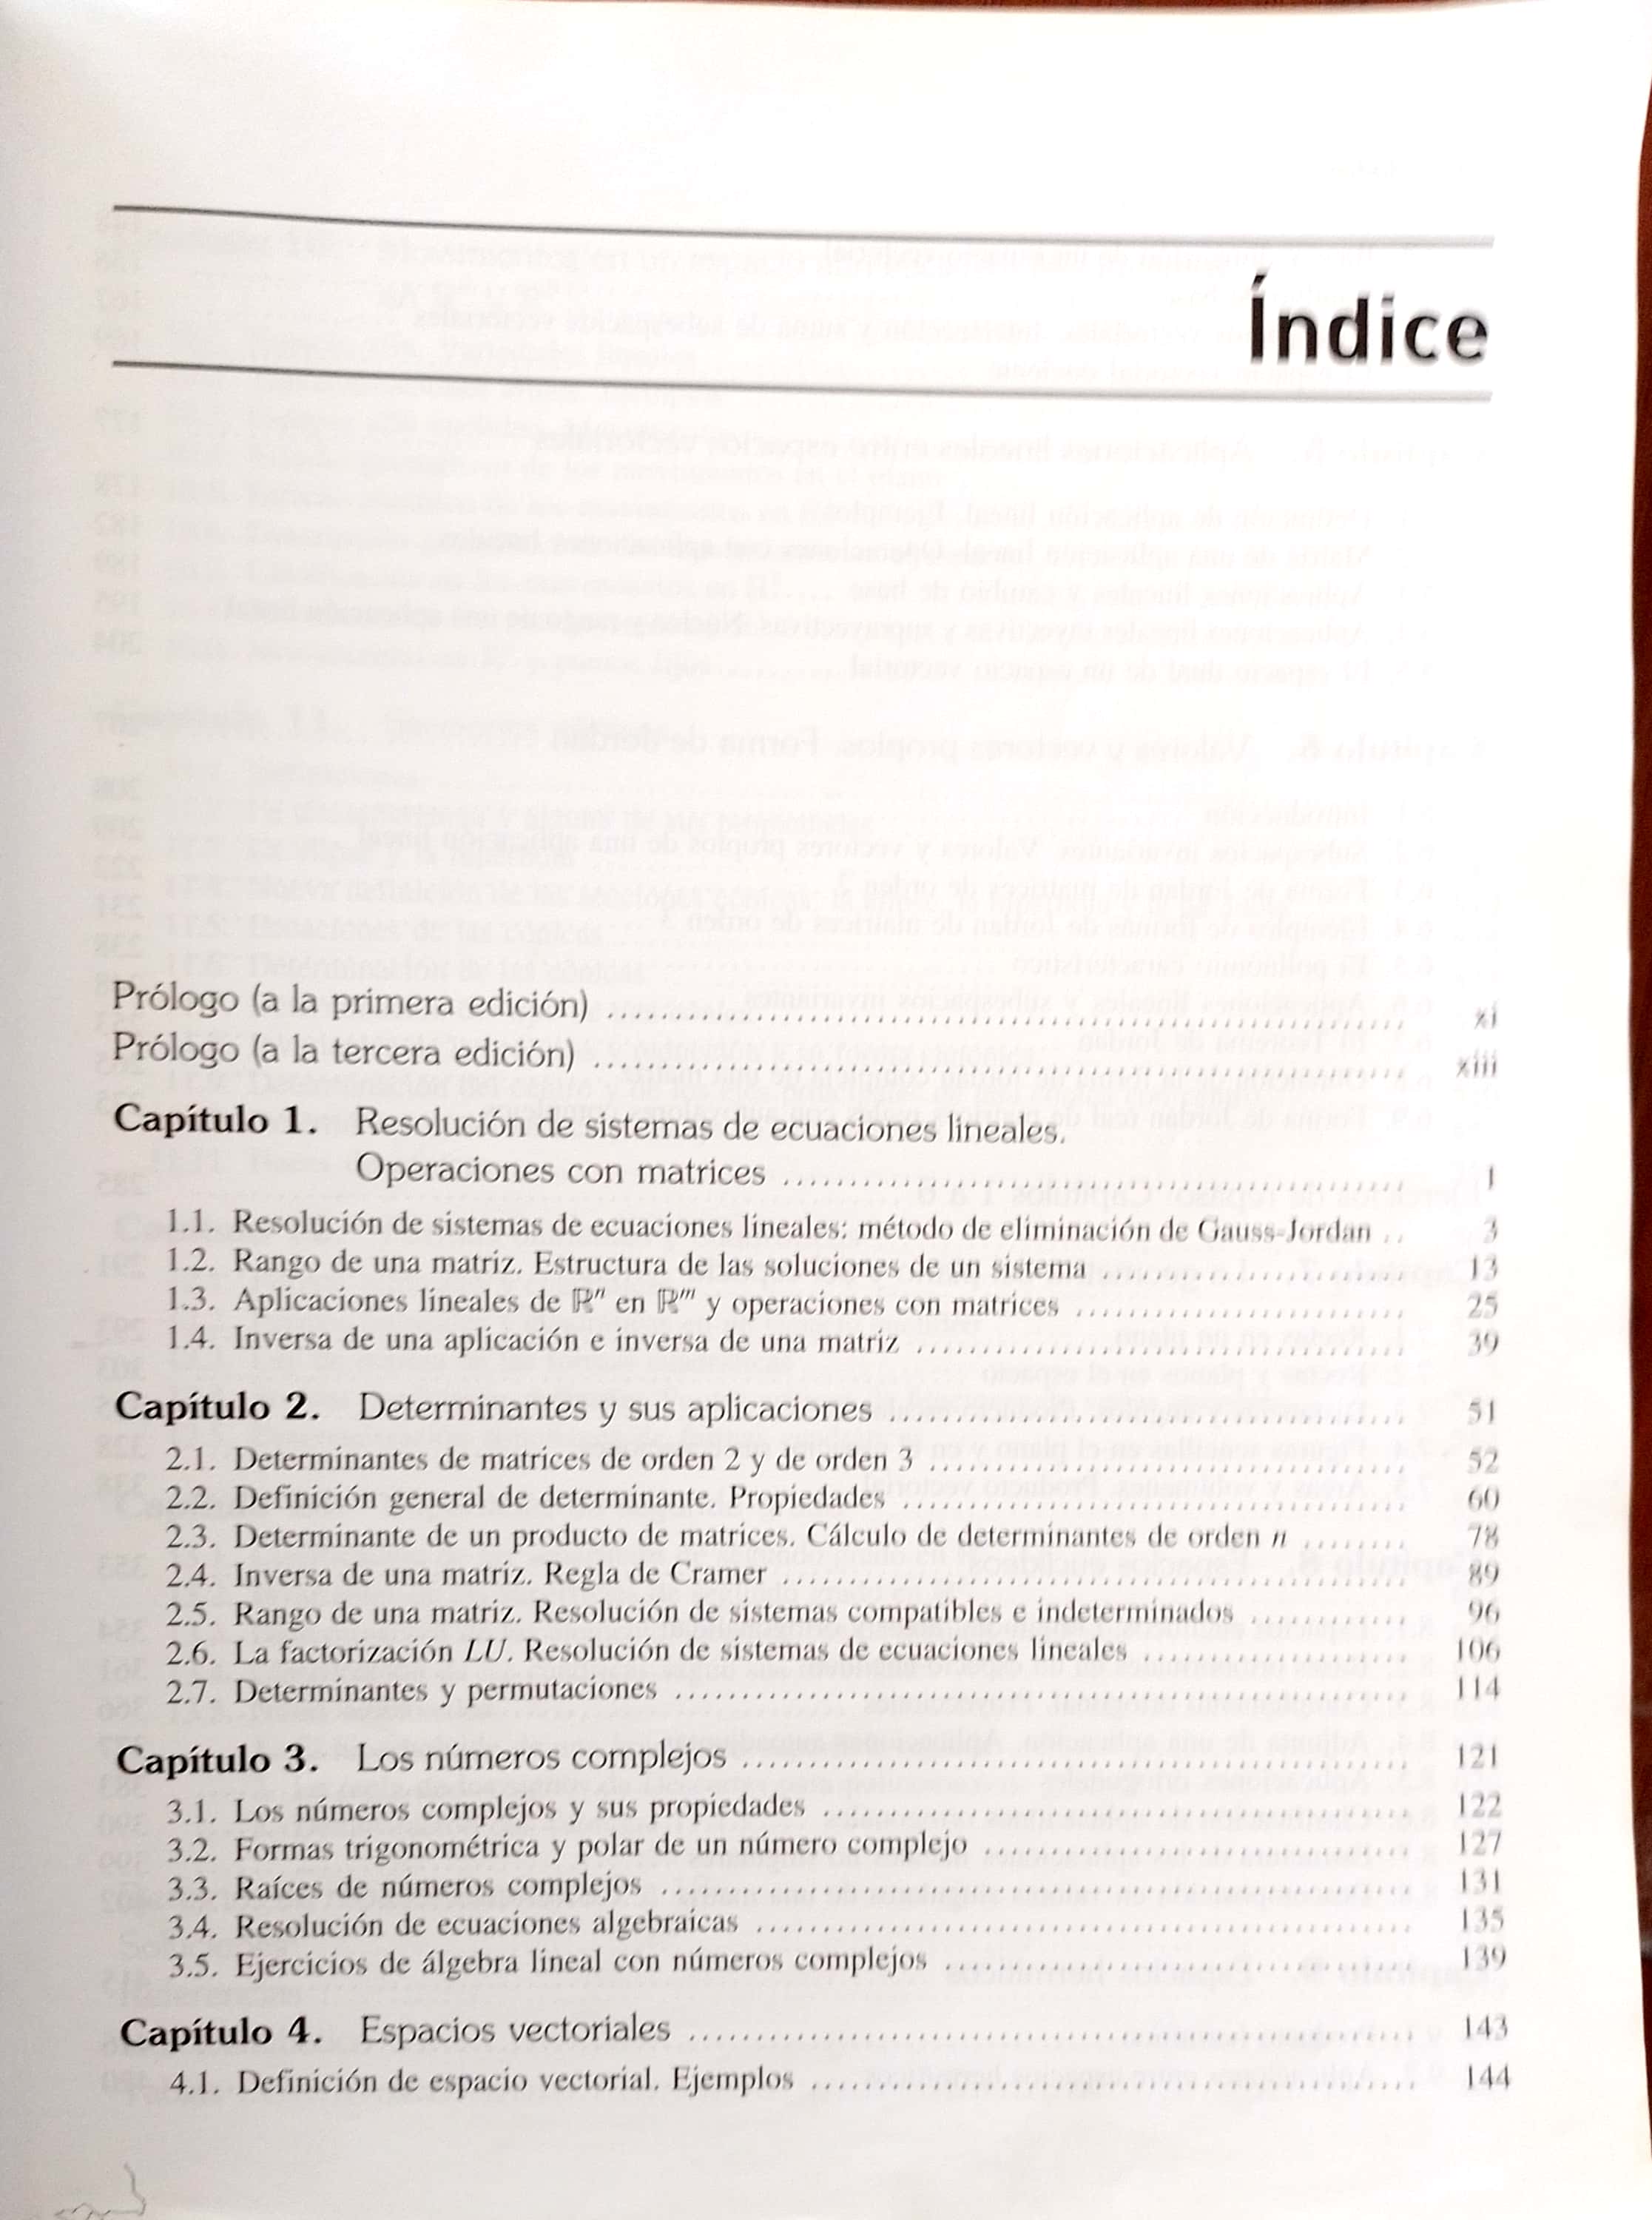 Índice
Prólogo (a la primera edición) ........ xi
Prólogo (a la tercera edición) ........ xiii
Capítulo 1. Resolución de sistemas de ecuaciones lineales.
Operaciones con matrices ........ 1
1.1. Resolución de sistemas de ecuaciones lineales: método de eliminación de Gauss-Jordan .. 3
1.2. Rango de una matriz. Estructura de las soluciones de un sistema ........ 13
1.3. Aplicaciones lineales de ℝⁿ en ℝᵐ y operaciones con matrices ........ 25
1.4. Inversa de una aplicación e inversa de una matriz ........ 39
Capítulo 2. Determinantes y sus aplicaciones ........ 51
2.1. Determinantes de matrices de orden 2 y de orden 3 ........ 52
2.2. Definición general de determinante. Propiedades ........ 60
2.3. Determinante de un producto de matrices. Cálculo de determinantes de orden n ........ 78
2.4. Inversa de una matriz. Regla de Cramer ........ 89
2.5. Rango de una matriz. Resolución de sistemas compatibles e indeterminados ........ 96
2.6. La factorización LU. Resolución de sistemas de ecuaciones lineales ........ 106
2.7. Determinantes y permutaciones ........ 114
Capítulo 3. Los números complejos ........ 121
3.1. Los números complejos y sus propiedades ........ 122
3.2. Formas trigonométrica y polar de un número complejo ........ 127
3.3. Raíces de números complejos ........ 131
3.4. Resolución de ecuaciones algebraicas ........ 135
3.5. Ejercicios de álgebra lineal con números complejos ........ 139
Capítulo 4. Espacios vectoriales ........ 143
4.1. Definición de espacio vectorial. Ejemplos ........ 144